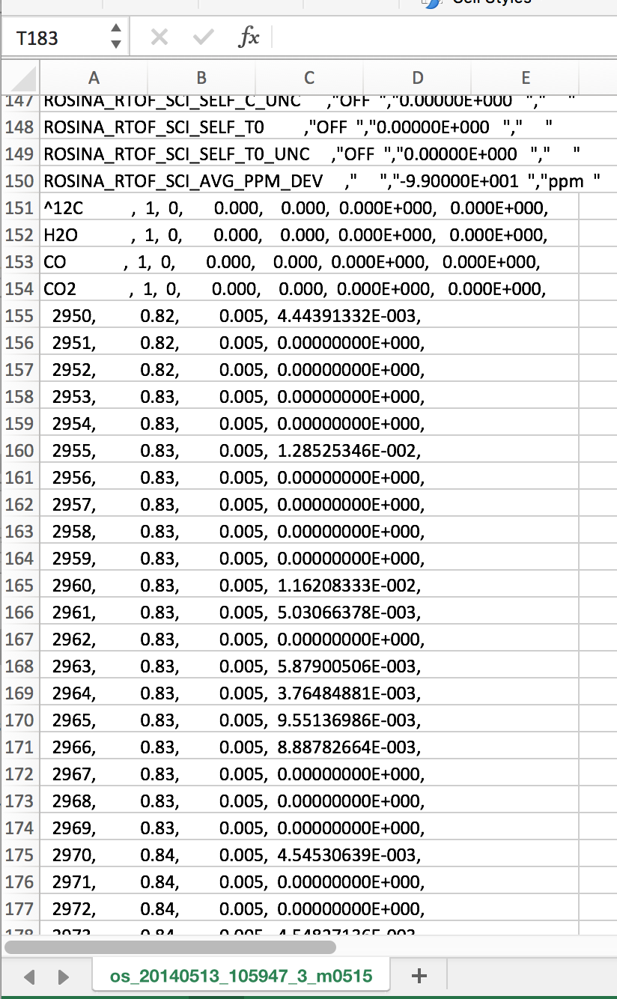 Cell Styles
T183 fx
A B C D E
147 ROSINA_RTOF_SCI_SELF_C_UNC ,"OFF ","0.00000E+000 "," "
148 ROSINA_RTOF_SCI_SELF_T0 ,"OFF ","0.00000E+000 "," "
149 ROSINA_RTOF_SCI_SELF_T0_UNC ,"OFF ","0.00000E+000 "," "
150 ROSINA_RTOF_SCI_AVG_PPM_DEV ," ","-9.90000E+001 ","ppm "
151 ^12C , 1, 0, 0.000, 0.000, 0.000E+000, 0.000E+000,
152 H2O , 1, 0, 0.000, 0.000, 0.000E+000, 0.000E+000,
153 CO , 1, 0, 0.000, 0.000, 0.000E+000, 0.000E+000,
154 CO2 , 1, 0, 0.000, 0.000, 0.000E+000, 0.000E+000,
155 2950, 0.82, 0.005, 4.44391332E-003,
156 2951, 0.82, 0.005, 0.00000000E+000,
157 2952, 0.82, 0.005, 0.00000000E+000,
158 2953, 0.83, 0.005, 0.00000000E+000,
159 2954, 0.83, 0.005, 0.00000000E+000,
160 2955, 0.83, 0.005, 1.28525346E-002,
161 2956, 0.83, 0.005, 0.00000000E+000,
162 2957, 0.83, 0.005, 0.00000000E+000,
163 2958, 0.83, 0.005, 0.00000000E+000,
164 2959, 0.83, 0.005, 0.00000000E+000,
165 2960, 0.83, 0.005, 1.16208333E-002,
166 2961, 0.83, 0.005, 5.03066378E-003,
167 2962, 0.83, 0.005, 0.00000000E+000,
168 2963, 0.83, 0.005, 5.87900506E-003,
169 2964, 0.83, 0.005, 3.76484881E-003,
170 2965, 0.83, 0.005, 9.55136986E-003,
171 2966, 0.83, 0.005, 8.88782664E-003,
172 2967, 0.83, 0.005, 0.00000000E+000,
173 2968, 0.83, 0.005, 0.00000000E+000,
174 2969, 0.83, 0.005, 0.00000000E+000,
175 2970, 0.84, 0.005, 4.54530639E-003,
176 2971, 0.84, 0.005, 0.00000000E+000,
177 2972, 0.84, 0.005, 0.00000000E+000,
178 2973, 0.84, 0.005, 4.54827136E-003,
os_20140513_105947_3_m0515 +